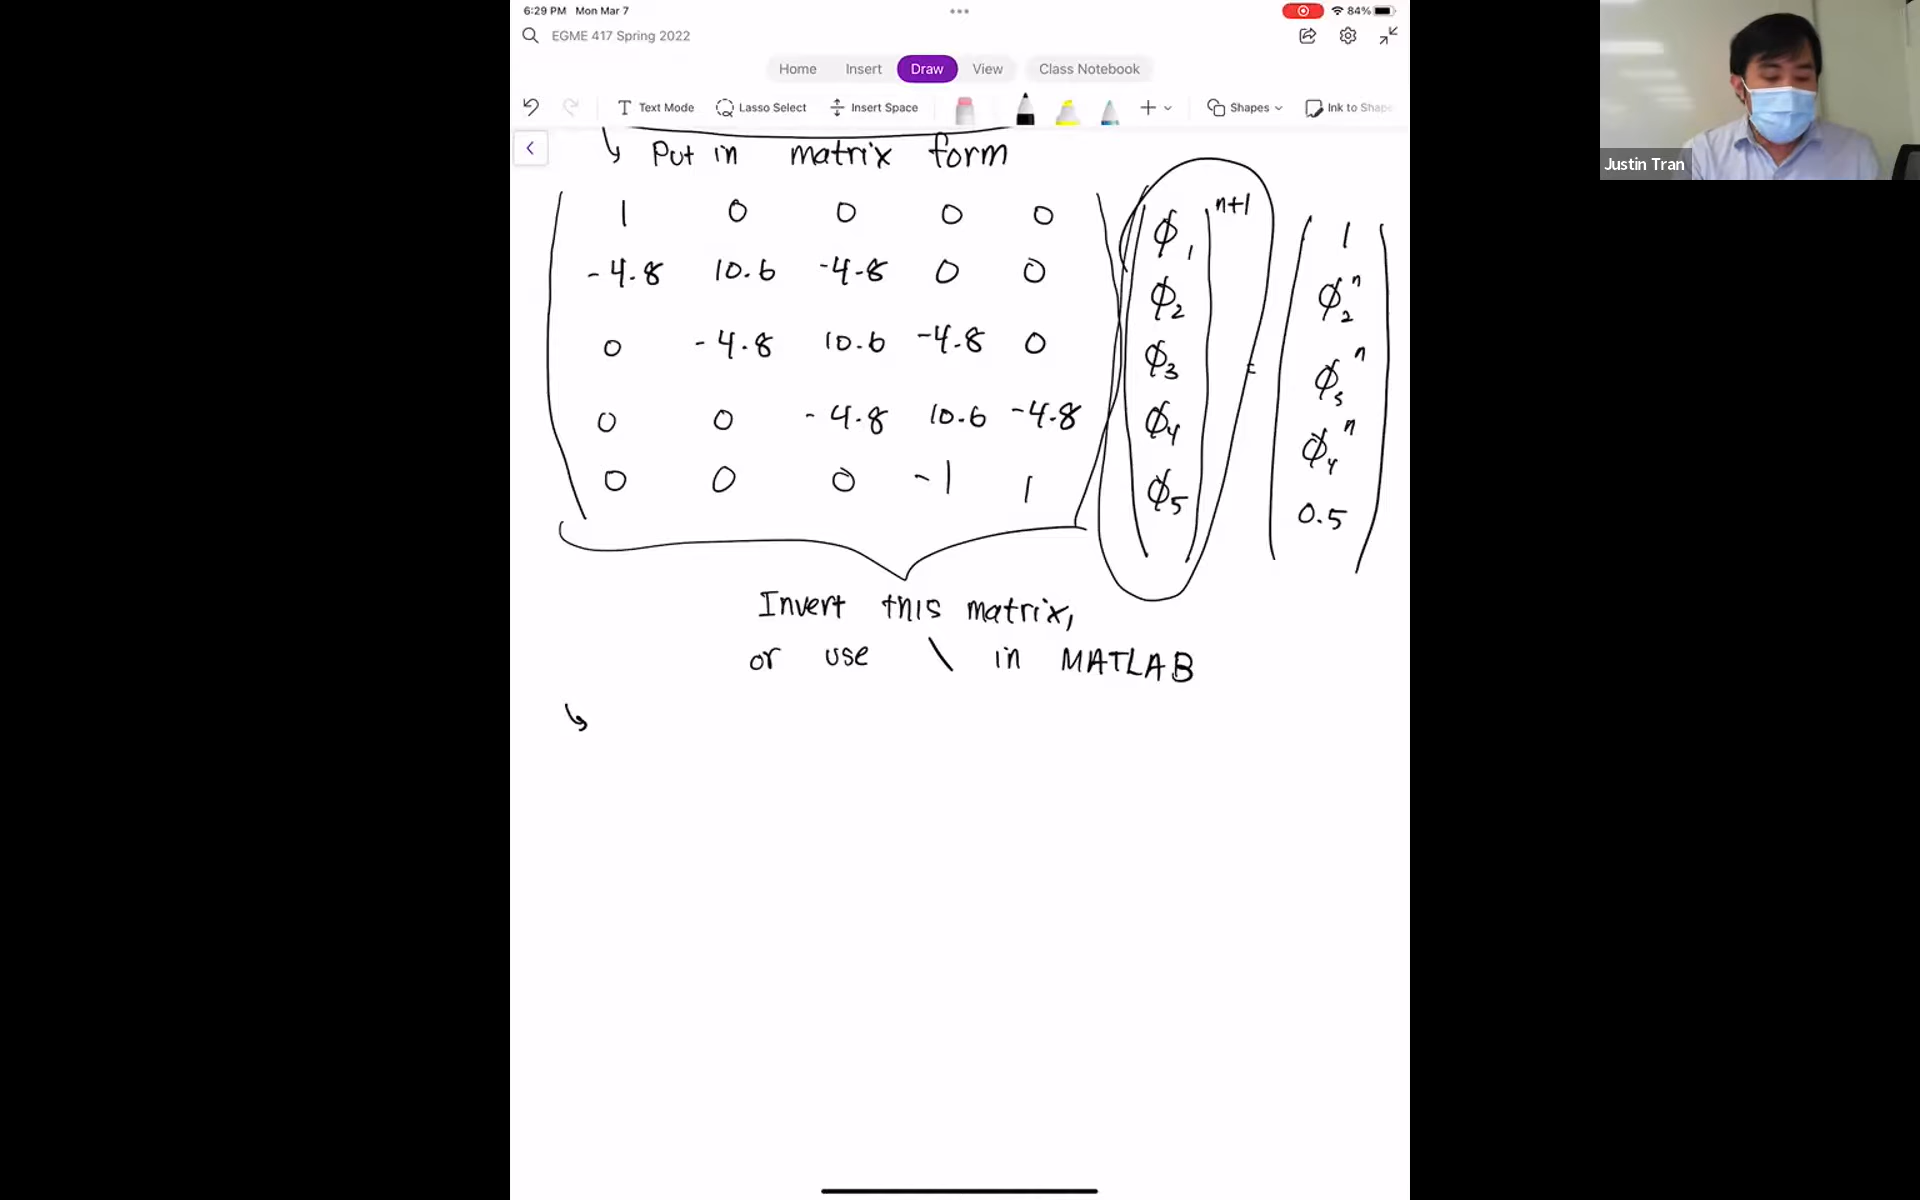 6:29 PM Mon Mar 7
84%
EGME 417 Spring 2022
Home Insert Draw View Class Notebook
Text Mode Lasso Select Insert Space Shapes Ink to Shape
Justin Tran
Put in matrix form
1 0 0 0 0
-4.8 10.6 -4.8 0 0
0 -4.8 10.6 -4.8 0
0 0 -4.8 10.6 -4.8
0 0 0 -1 1
ϕ1
ϕ2
ϕ3
ϕ4
ϕ5
n+1
=
1
ϕ2^n
ϕ3^n
ϕ4^n
0.5
Invert this matrix,
or use \ in MATLAB